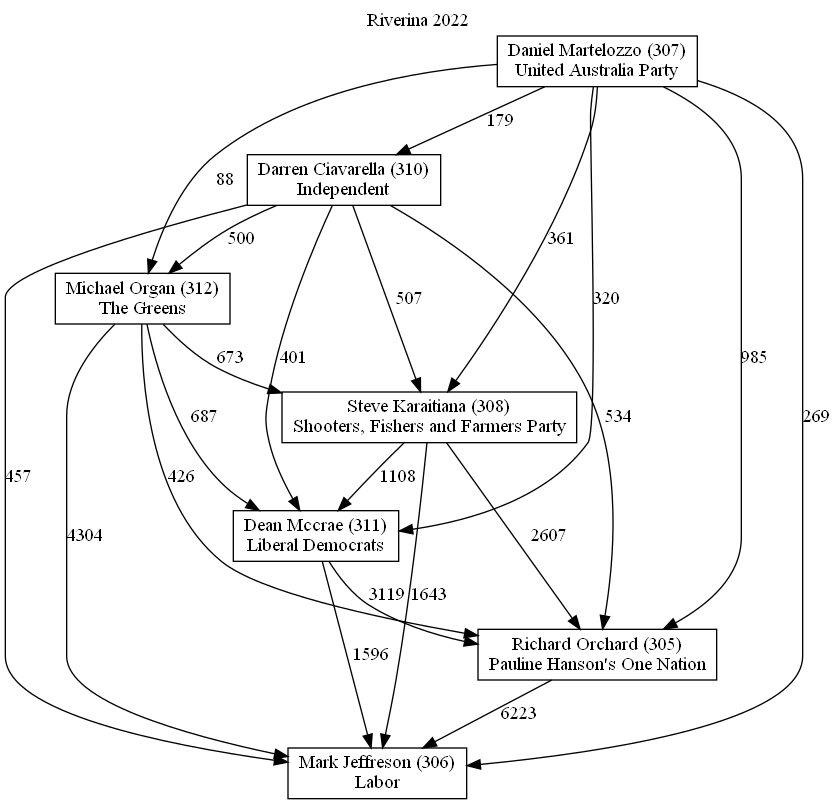 Riverina 2022
Daniel Martelozzo (307)
United Australia Party
179
Darren Ciavarella (310)
Independent
88
500
361
Michael Organ (312)
The Greens
507
320
673
401
985
269
Steve Karaitiana (308)
Shooters, Fishers and Farmers Party
687
534
457
426
1108
4304
Dean Mccrae (311)
Liberal Democrats
2607
3119
1643
Richard Orchard (305)
Pauline Hanson's One Nation
1596
6223
Mark Jeffreson (306)
Labor